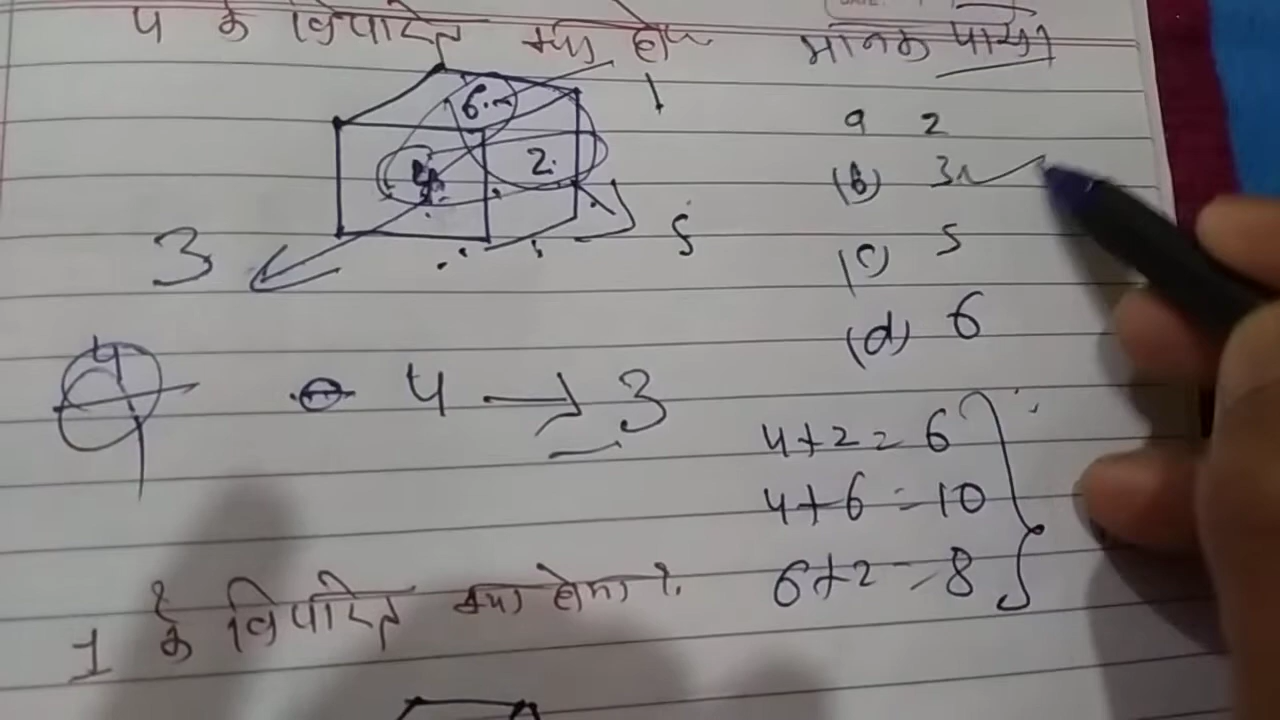 4 के विपरित क्या होगा मानक पासा
6
1
2
(b) 3
3
5
(c) 5
(d) 6
4
4 → 3
4+2=6
4+6=10
6+2=8
1 के विपरित क्या होगा ?